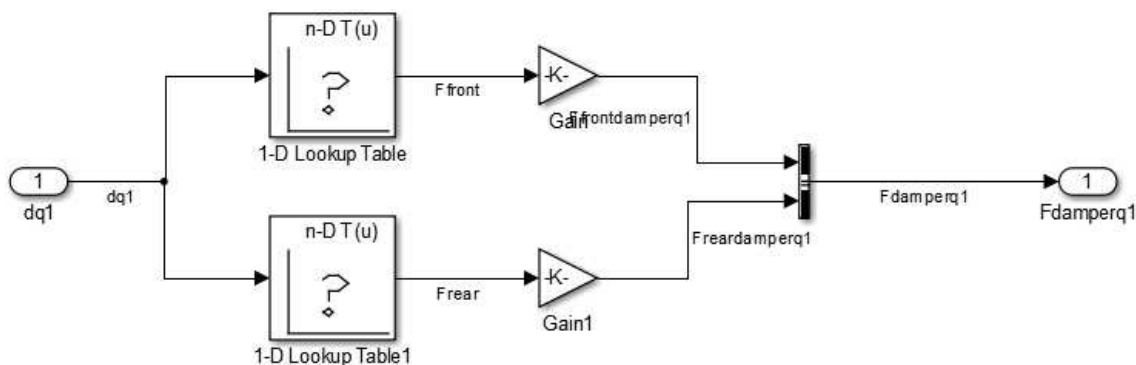 n-D T(u)
1-D Lookup Table
Ffront
-K-
Gain
Ffrontdamperq1
1
dq1
dq1
n-D T(u)
1-D Lookup Table1
Frear
-K-
Gain1
Freardamperq1
Fdamperq1
1
Fdamperq1